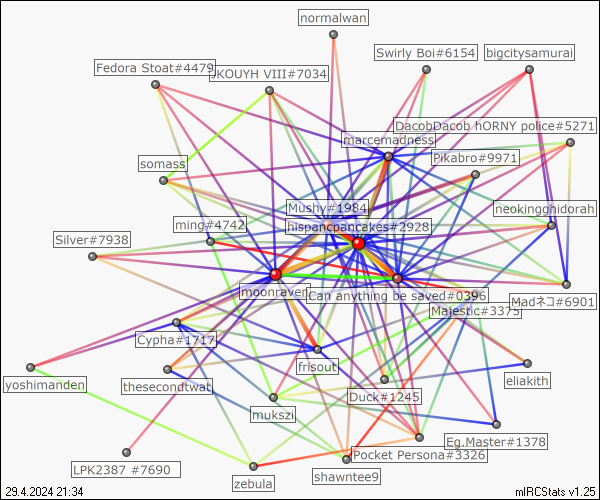 normalwan
Swirly Boi#6154
bigcitysamurai
Fedora Stoat#4479
JKOUYH VIII#7034
DacobDacob hORNY police#5271
marcemadness
Pikabro#9971
somass
Mushy#1984
neokingghidorah
ming#4742
hispancpancakes#2928
Silver#7938
moonraven
Can anything be saved#0396
Madネコ#6901
Majestic#3375
Cypha#1717
frisout
eliakith
yoshimanden
thesecondtwat
Duck#1245
mukszi
Eg.Master#1378
Pocket Persona#3326
LPK2387 #7690
shawntee9
zebula
29.4.2024 21:34
mIRCStats v1.25